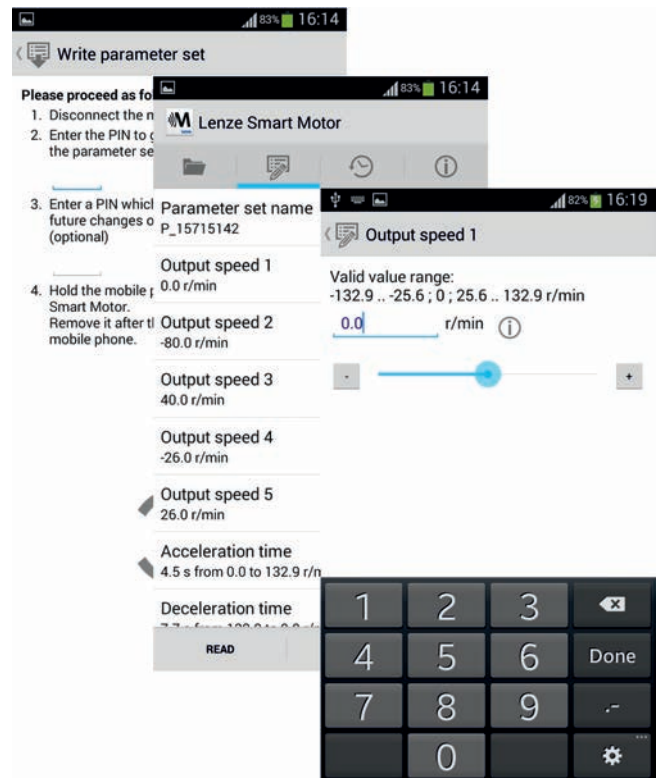 83% 16:14
Write parameter set
Please proceed as fo
1. Disconnect the
2. Enter the PIN to
the parameter se
3. Enter a PIN which
future changes o
(optional)
4. Hold the mobile
Smart Motor.
Remove it after
mobile phone.
83% 16:14
Lenze Smart Motor
Parameter set name
P_15715142
Output speed 1
0.0 r/min
Output speed 2
-80.0 r/min
Output speed 3
40.0 r/min
Output speed 4
-26.0 r/min
Output speed 5
26.0 r/min
Acceleration time
4.5 s from 0.0 to 132.9 r/m
Deceleration time
READ
82% 16:19
Output speed 1
Valid value range:
-132.9 .. -25.6 ; 0 ; 25.6 .. 132.9 r/min
0.0 r/min
- +
1 2 3
4 5 6 Done
7 8 9 .-
0